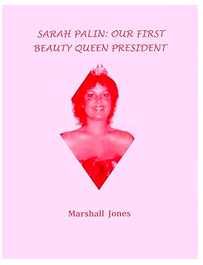 SARAH PALIN: OUR FIRST
BEAUTY QUEEN PRESIDENT
Marshall Jones